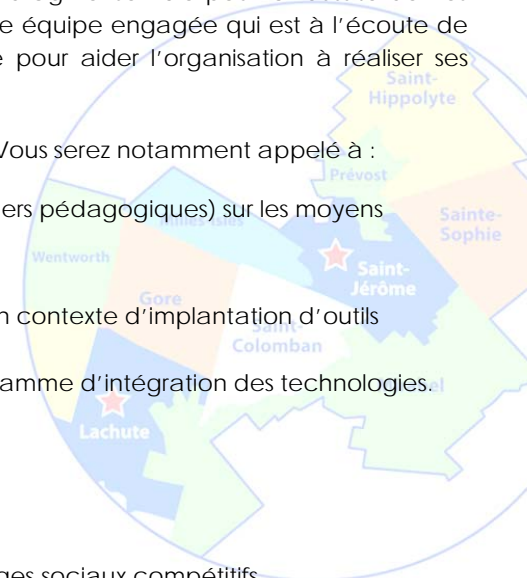 e équipe engagée qui est à l'écoute de
pour aider l'organisation à réaliser ses
Saint-
Hippolyte
Vous serez notamment appelé à :
Prévost
ers pédagogiques) sur les moyens
Sainte-
Sophie
Wentworth
Saint-
Jérôme
Gore
n contexte d'implantation d'outils
Saint-
Colomban
amme d'intégration des technologies.
Lachute
ges sociaux compétitifs